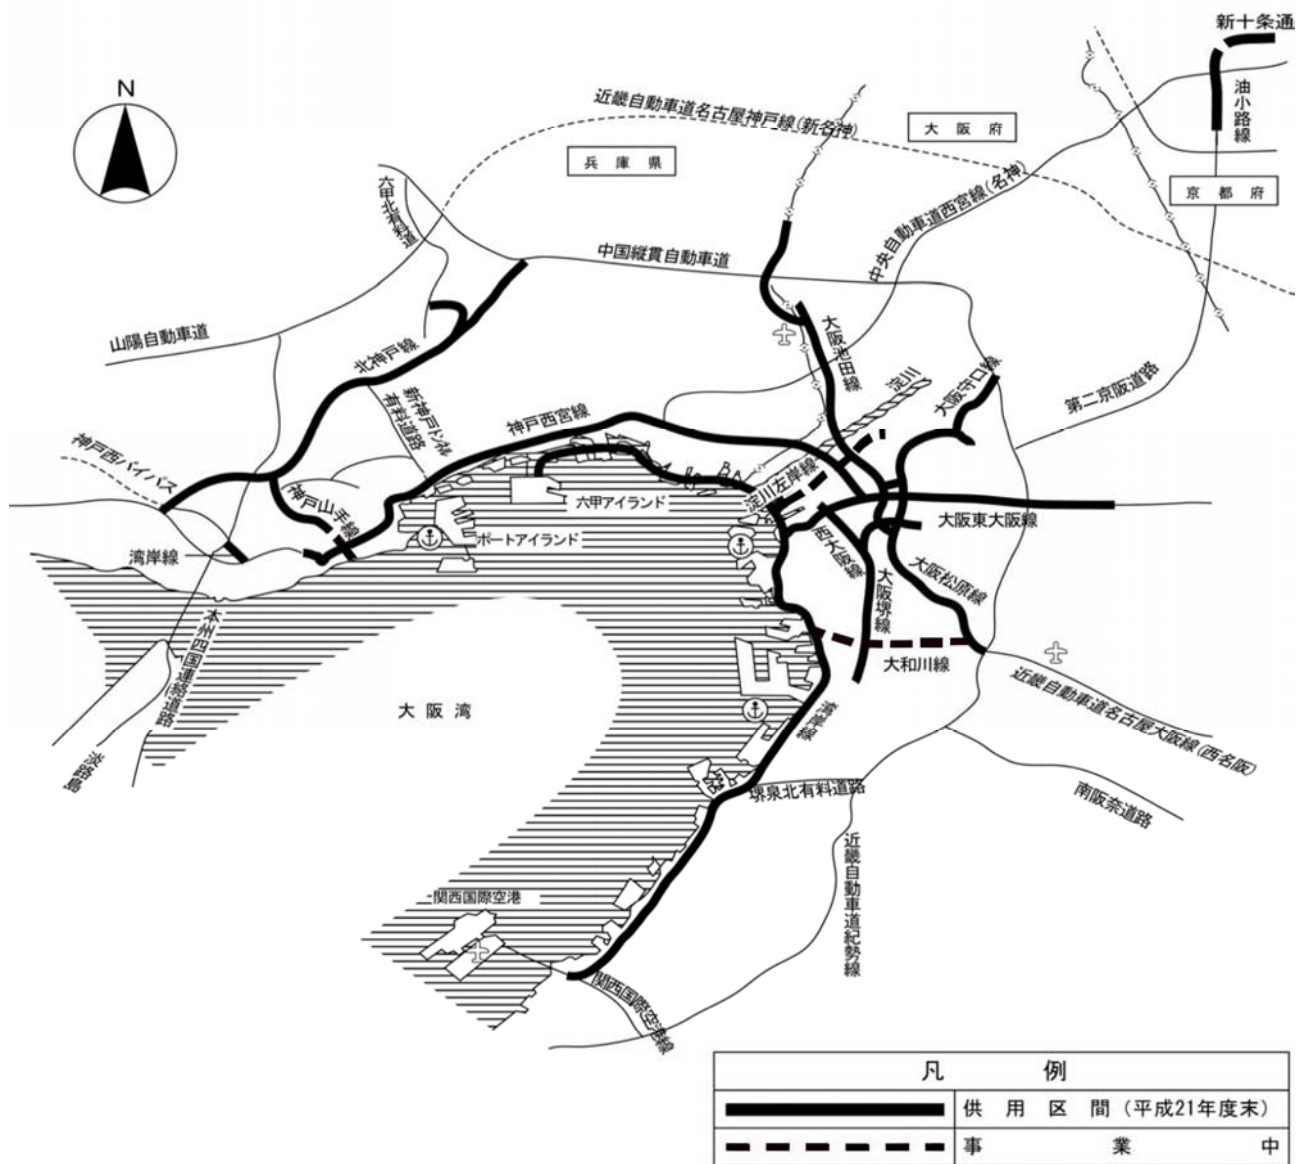 新十条通
N
近畿自動車道名古屋神戸線(新名神)
大阪府
油小路線
兵庫県
京都府
六甲北有料道
中央自動車道西宮線(名神)
中国縦貫自動車道
山陽自動車道
北神戸線
大阪池田線
淀川
大阪守口線
第二京阪道路
新神戸トンネル
有料道路
神戸西宮線
神戸西バイパス
神戸山手線
六甲アイランド
淀川左岸線
大阪東大阪線
ポートアイランド
湾岸線
西大阪線
大阪堺線
大阪松原線
本州四国連絡道路
大和川線
近畿自動車道名古屋大阪線(西名阪)
大阪湾
湾岸線
淡路島
堺泉北有料道路
南阪奈道路
近畿自動車道紀勢線
関西国際空港
関西国際空港線
凡例
供用区間(平成21年度末)
事業中